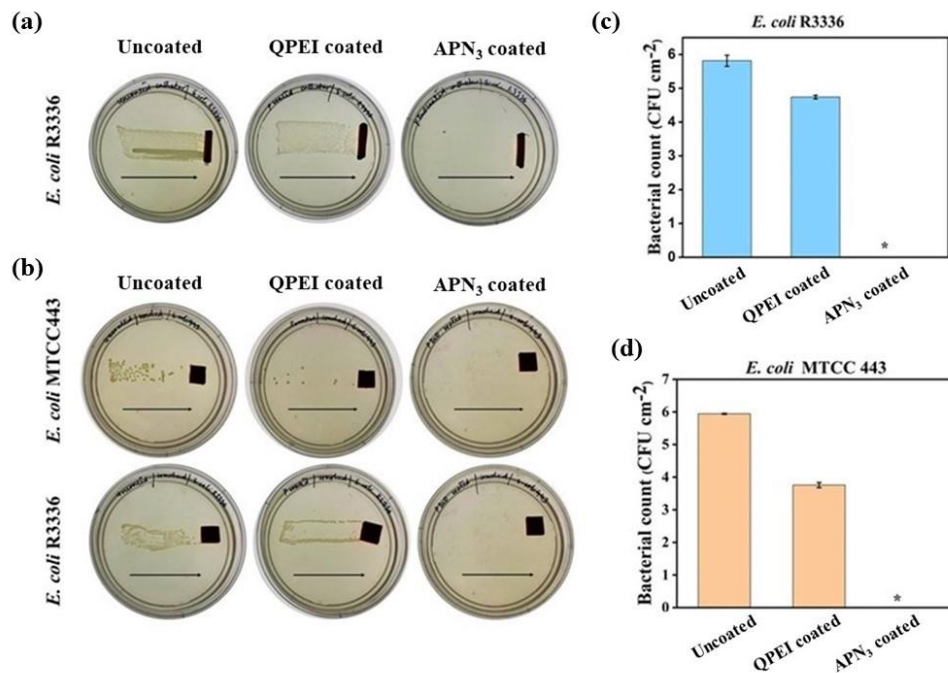 (a)
Uncoated QPEI coated APN₃ coated
E. coli R3336
(b)
Uncoated QPEI coated APN₃ coated
E. coli MTCC443
E. coli R3336
(c)
E. coli R3336
Bacterial count (CFU cm⁻²)
6
5
4
3
2
1
0
*
Uncoated QPEI coated APN₃ coated
(d)
E. coli MTCC 443
Bacterial count (CFU cm⁻²)
7
6
5
4
3
2
1
0
*
Uncoated QPEI coated APN₃ coated